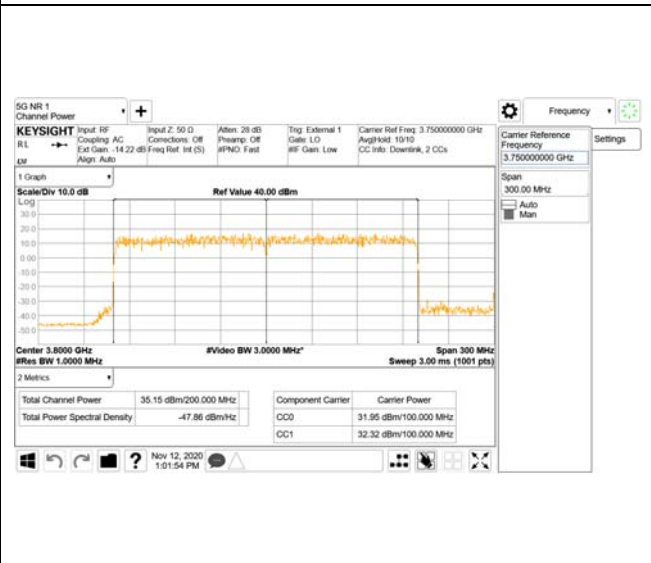 5G NR 1
Channel Power
Frequency
KEYSIGHT
RL
Input: RF
Coupling: AC
Ext Gain: -14.22 dB
Align: Auto
Input Z: 50 Ω
Corrections: Off
Freq Ref: Int (S)
Atten: 28 dB
Preamp: Off
#PNO: Fast
Trig: External 1
Gate: LO
#IF Gain: Low
Carrier Ref Freq: 3.750000000 GHz
Avg|Hold: 10/10
CC Info: Downlink, 2 CCs
Carrier Reference
Frequency
3.750000000 GHz
Settings
Span
300.00 MHz
Auto
Man
1 Graph
Scale/Div 10.0 dB
Ref Value 40.00 dBm
Log
30.0
20.0
10.0
0.00
-10.0
-20.0
-30.0
-40.0
-50.0
Center 3.8000 GHz
#Video BW 3.0000 MHz*
Span 300 MHz
#Res BW 1.0000 MHz
Sweep 3.00 ms (1001 pts)
2 Metrics
Total Channel Power 35.15 dBm/200.000 MHz
Total Power Spectral Density -47.86 dBm/Hz
Component Carrier Carrier Power
CC0 31.95 dBm/100.000 MHz
CC1 32.32 dBm/100.000 MHz
Nov 12, 2020
1:01:54 PM